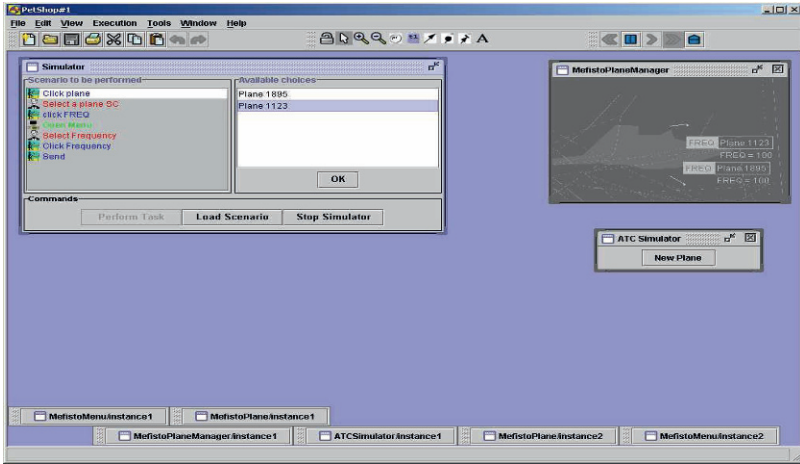 PetShop#1
File Edit View Execution Tools Window Help
Simulator
Scenario to be performed
Click plane
Select a plane SC
click FREQ
Open Menu
Select Frequency
Click Frequency
Send
Available choices
Plane 1895
Plane 1123
OK
Commands
Perform Task Load Scenario Stop Simulator
MefistoPlaneManager
FREQ Plane 1123
FREQ = 100
FREQ Plane 1895
FREQ = 100
ATC Simulator
New Plane
MefistoMenu/instance1 MefistoPlane/instance1
MefistoPlaneManager/instance1 ATCSimulator/instance1 MefistoPlane/instance2 MefistoMenu/instance2